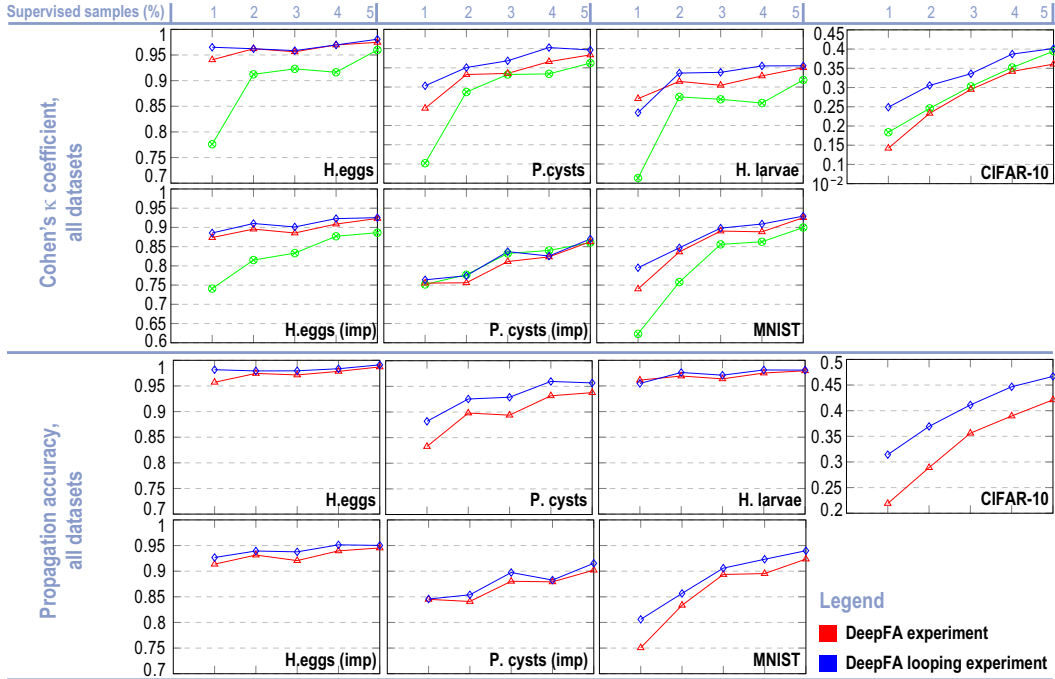 Supervised samples (%) 1 2 3 4 5 1 2 3 4 5 1 2 3 4 5 1 2 3 4 5
Cohen's κ coefficient,
all datasets
1
0.95
0.9
0.85
0.8
0.75
0.7
H.eggs
P.cysts
H. larvae
0.45
0.4
0.35
0.3
0.25
0.2
0.15
0.1
10⁻²
CIFAR-10
1
0.95
0.9
0.85
0.8
0.75
0.7
0.65
0.6
H.eggs (imp)
P. cysts (imp)
MNIST
Propagation accuracy,
all datasets
1
0.95
0.9
0.85
0.8
0.75
0.7
H.eggs
P. cysts
H. larvae
0.5
0.45
0.4
0.35
0.3
0.25
0.2
CIFAR-10
1
0.95
0.9
0.85
0.8
0.75
0.7
H.eggs (imp)
P. cysts (imp)
MNIST
Legend
DeepFA experiment
DeepFA looping experiment